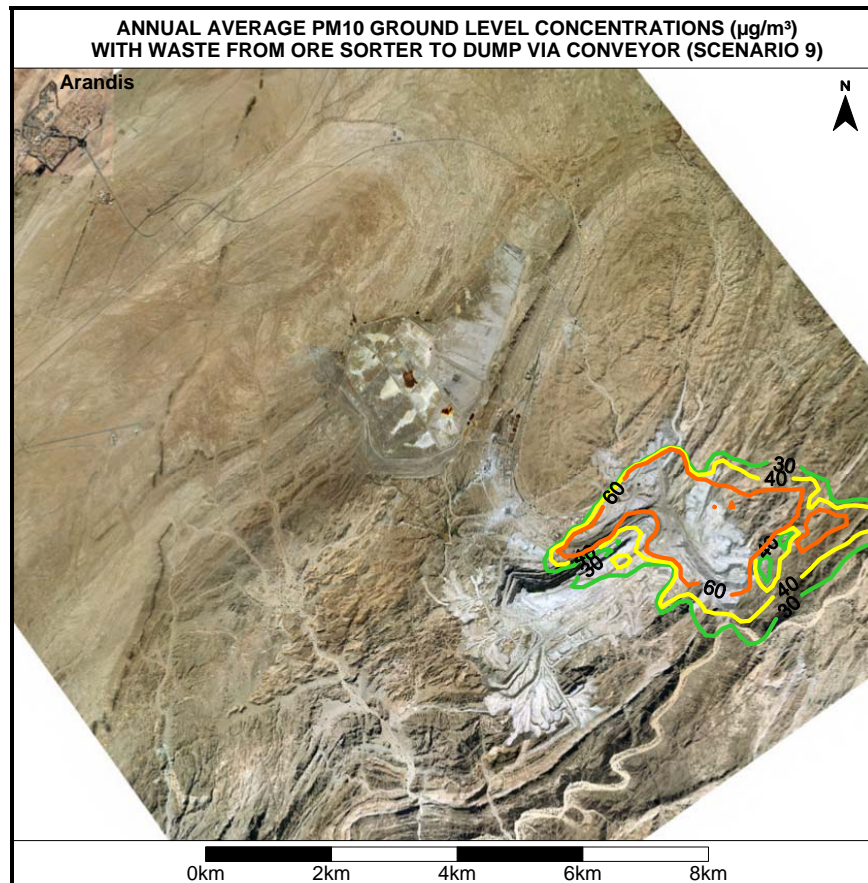 ANNUAL AVERAGE PM10 GROUND LEVEL CONCENTRATIONS (µg/m³)
WITH WASTE FROM ORE SORTER TO DUMP VIA CONVEYOR (SCENARIO 9)
Arandis
N
30
40
60
40
30
60
40
30
0km 2km 4km 6km 8km